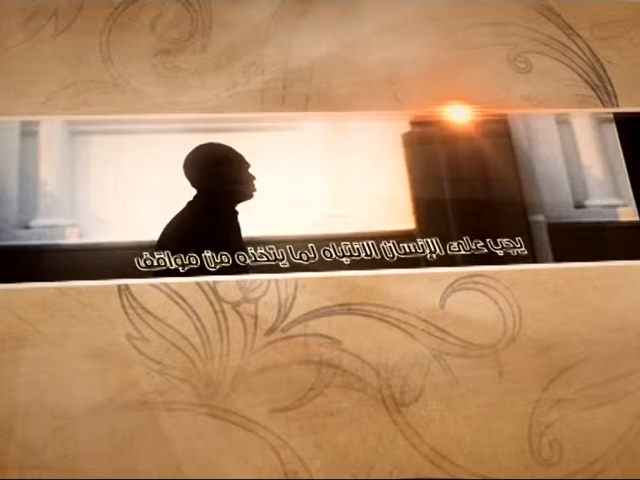 يجب على الإنسان الانتباه لما يتخذه من مواقف